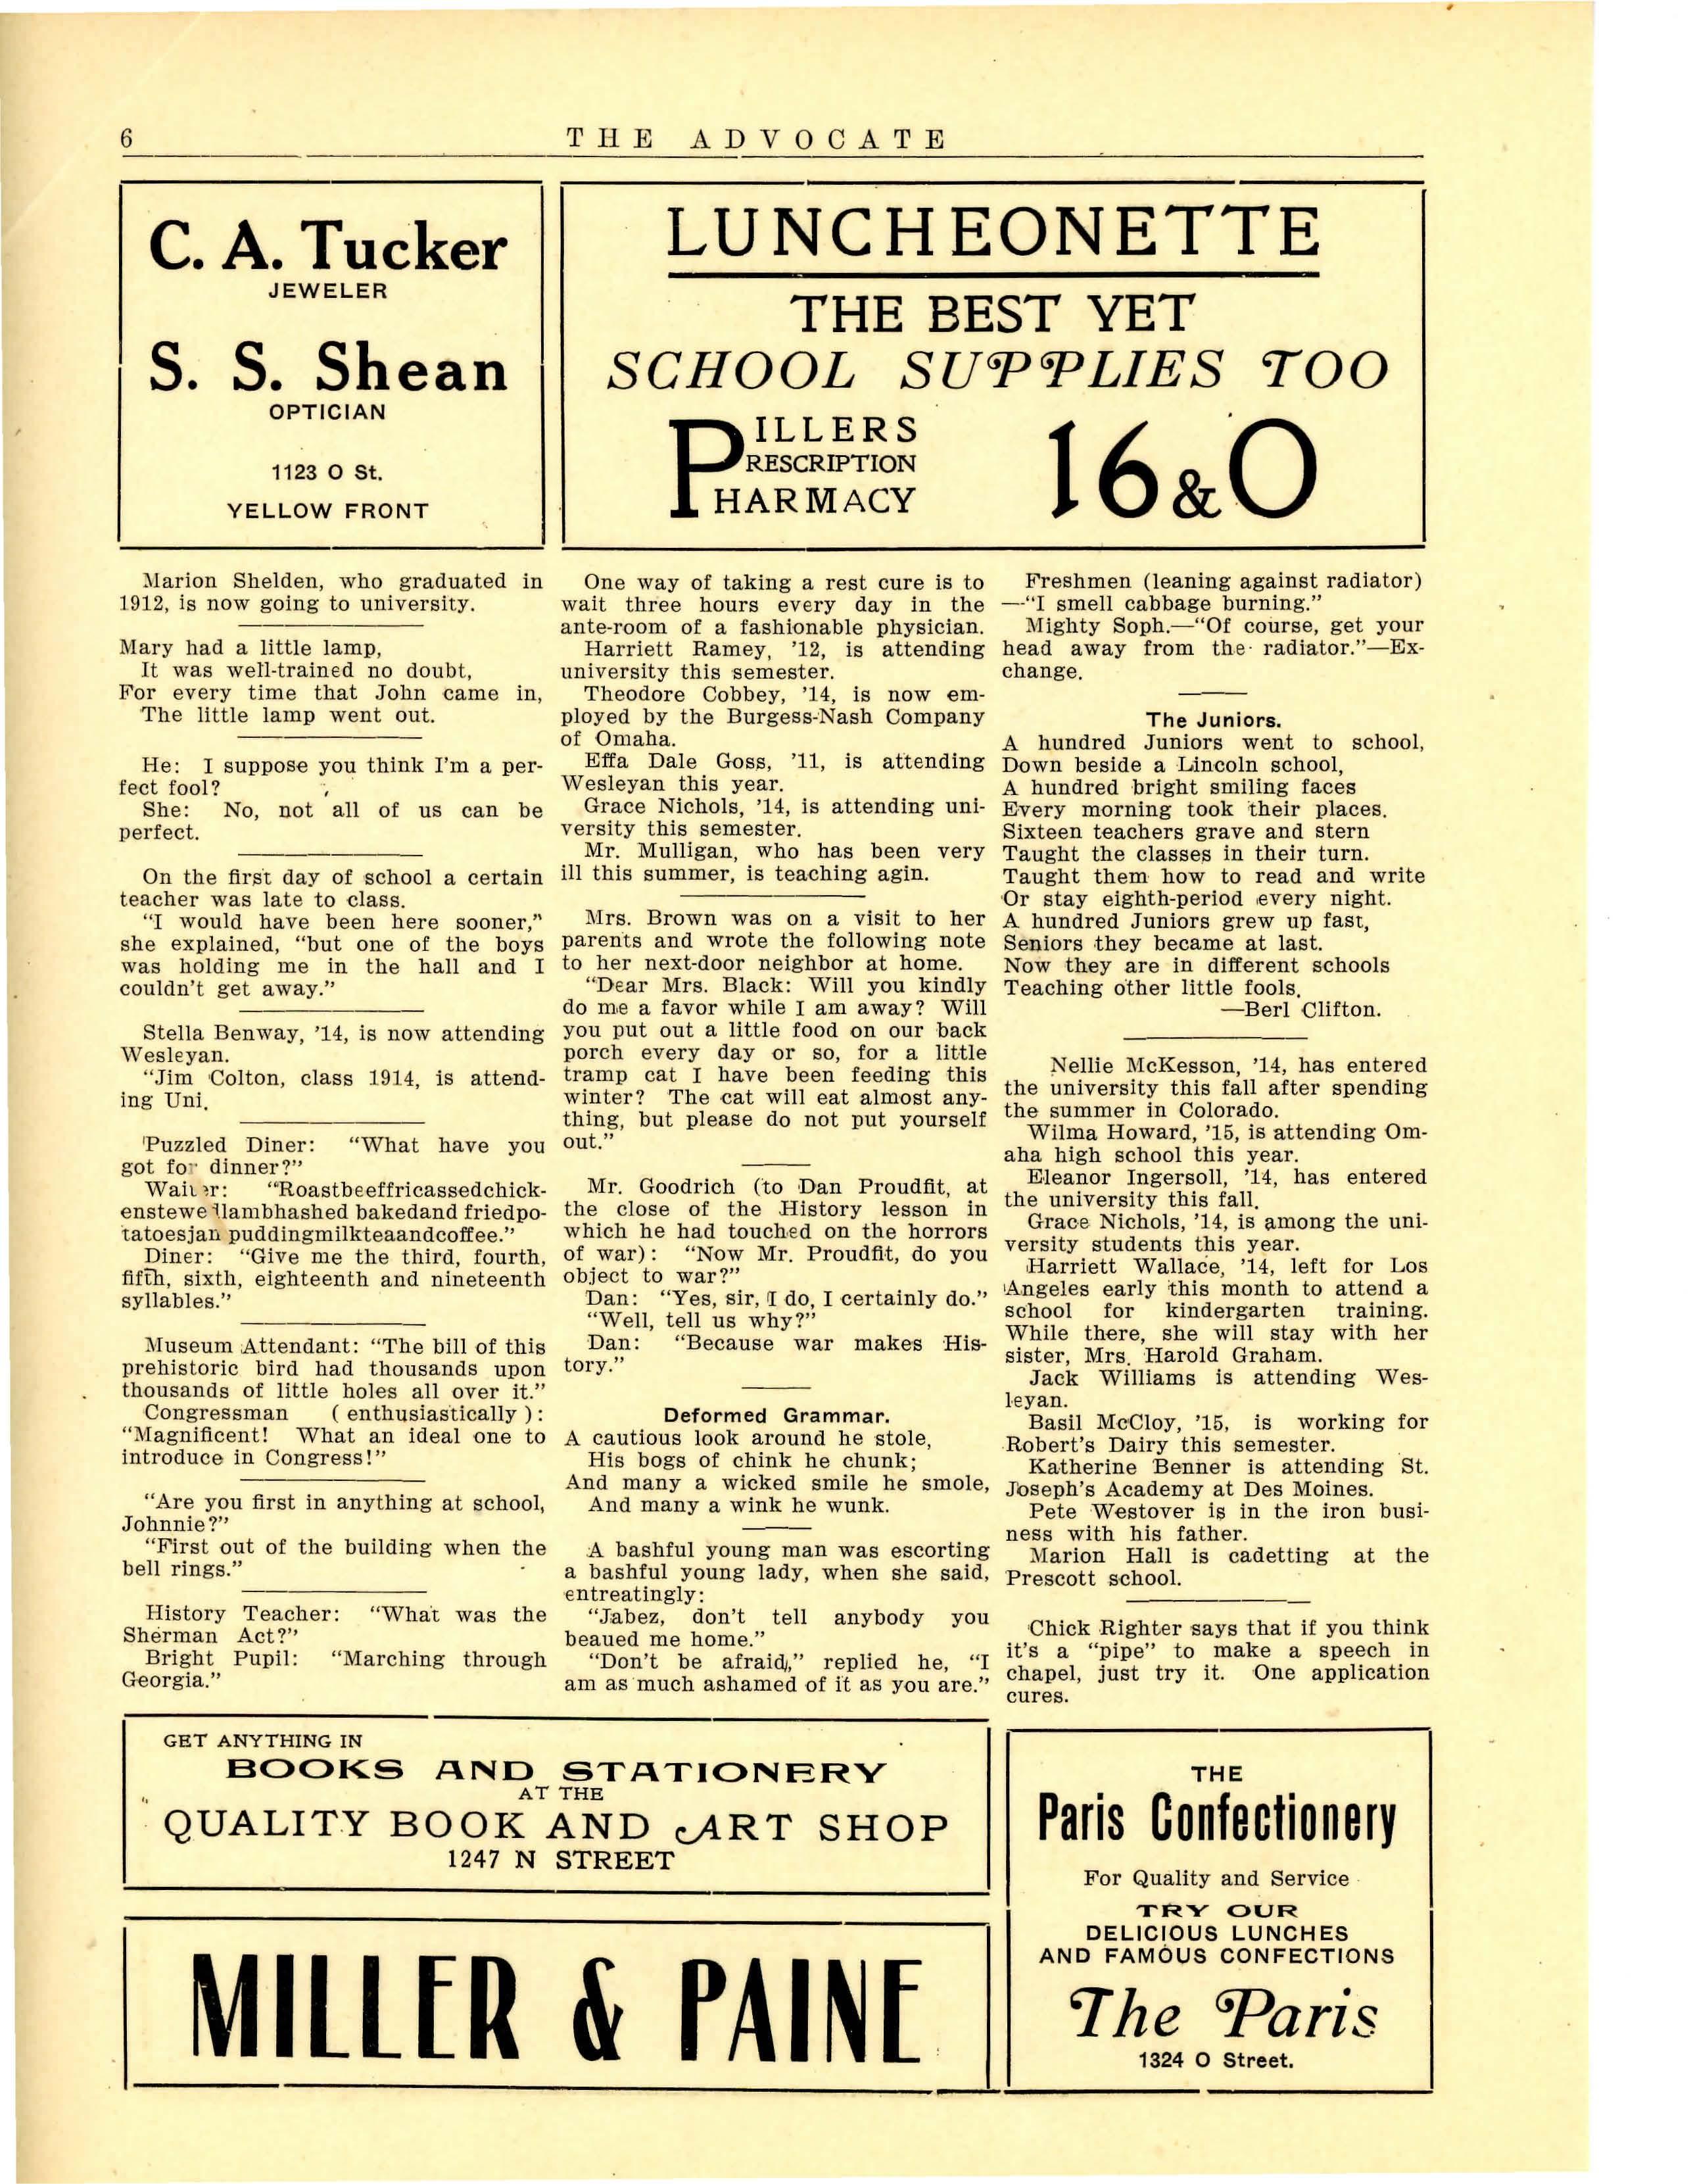 6
THE ADVOCATE
C. A. Tucker
JEWELER
S. S. Shean
OPTICIAN
1123 O St.
YELLOW FRONT
LUNCHEONETTE
THE BEST YET
SCHOOL SUPPLIES TOO
PILLERS
PRESCRIPTION
PHARMACY
16 & O
Marion Shelden, who graduated in
1912, is now going to university.
Mary had a little lamp,
It was well-trained no doubt,
For every time that John came in,
The little lamp went out.
He: I suppose you think I'm a per-
fect fool?
She: No, not all of us can be
perfect.
On the first day of school a certain
teacher was late to class.
“I would have been here sooner,”
she explained, “but one of the boys
was holding me in the hall and I
couldn't get away.”
Stella Benway, ’14, is now attending
Wesleyan.
“Jim Colton, class 1914, is attend-
ing Uni.
Puzzled Diner: “What have you
got for dinner?”
Waiter: “Roastbeeffricassedchick-
enstewedlambhashed bakedand friedpo-
tatoesjam puddingmilkteaandcoffee.”
Diner: “Give me the third, fourth,
fifth, sixth, eighteenth and nineteenth
syllables.”
Museum Attendant: “The bill of this
prehistoric bird had thousands upon
thousands of little holes all over it.”
Congressman (enthusiastically):
“Magnificent! What an ideal one to
introduce in Congress!”
“Are you first in anything at school,
Johnnie?”
“First out of the building when the
bell rings.”
History Teacher: “What was the
Sherman Act?”
Bright Pupil: “Marching through
Georgia.”
One way of taking a rest cure is to
wait three hours every day in the
ante-room of a fashionable physician.
Harriett Ramey, ’12, is attending
university this semester.
Theodore Cobbey, ’14, is now em-
ployed by the Burgess-Nash Company
of Omaha.
Effa Dale Goss, ’11, is attending
Wesleyan this year.
Grace Nichols, ’14, is attending uni-
versity this semester.
Mr. Mulligan, who has been very
ill this summer, is teaching agin.
Mrs. Brown was on a visit to her
parents and wrote the following note
to her next-door neighbor at home.
“Dear Mrs. Black: Will you kindly
do me a favor while I am away? Will
you put out a little food on our back
porch every day or so, for a little
tramp cat I have been feeding this
winter? The cat will eat almost any-
thing, but please do not put yourself
out.”
Mr. Goodrich (to Dan Proudfit, at
the close of the History lesson in
which he had touched on the horrors
of war): “Now Mr. Proudfit, do you
object to war?”
Dan: “Yes, sir, I do, I certainly do.”
“Well, tell us why?”
Dan: “Because war makes His-
tory.”
Deformed Grammar.
A cautious look around he stole,
His bogs of chink he chunk;
And many a wicked smile he smole,
And many a wink he wunk.
A bashful young man was escorting
a bashful young lady, when she said,
entreatingly:
“Jabez, don't tell anybody you
beaued me home.”
“Don't be afraid,” replied he, “I
am as much ashamed of it as you are.”
Freshmen (leaning against radiator)
—“I smell cabbage burning.”
Mighty Soph.—“Of course, get your
head away from the radiator.”—Ex-
change.
The Juniors.
A hundred Juniors went to school,
Down beside a Lincoln school,
A hundred bright smiling faces
Every morning took their places.
Sixteen teachers grave and stern
Taught the classes in their turn.
Taught them how to read and write
Or stay eighth-period every night.
A hundred Juniors grew up fast,
Seniors they became at last.
Now they are in different schools
Teaching other little fools.
—Berl Clifton.
Nellie McKesson, ’14, has entered
the university this fall after spending
the summer in Colorado.
Wilma Howard, ’15, is attending Om-
aha high school this year.
Eleanor Ingersoll, ’14, has entered
the university this fall.
Grace Nichols, ’14, is among the uni-
versity students this year.
Harriett Wallace, ’14, left for Los
Angeles early this month to attend a
school for kindergarten training.
While there, she will stay with her
sister, Mrs. Harold Graham.
Jack Williams is attending Wes-
leyan.
Basil McCloy, ’15, is working for
Robert's Dairy this semester.
Katherine Benner is attending St.
Joseph's Academy at Des Moines.
Pete Westover is in the iron busi-
ness with his father.
Marion Hall is cadetting at the
Prescott school.
Chick Righter says that if you think
it's a “pipe” to make a speech in
chapel, just try it. One application
cures.
GET ANYTHING IN
BOOKS AND STATIONERY
AT THE
QUALITY BOOK AND ART SHOP
1247 N STREET
MILLER & PAINE
THE
Paris Confectionery
For Quality and Service
TRY OUR
DELICIOUS LUNCHES
AND FAMOUS CONFECTIONS
The Paris
1324 O Street.